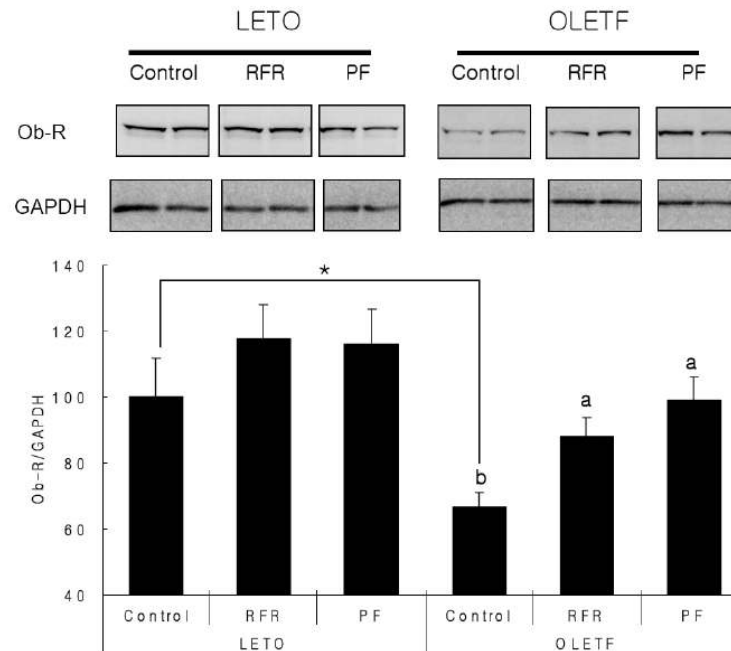 LETO OLETF
Control RFR PF Control RFR PF
Ob-R
GAPDH
140
*
120
100
a
a
80
b
60
40
Ob-R/GAPDH
Control RFR PF Control RFR PF
LETO OLETF